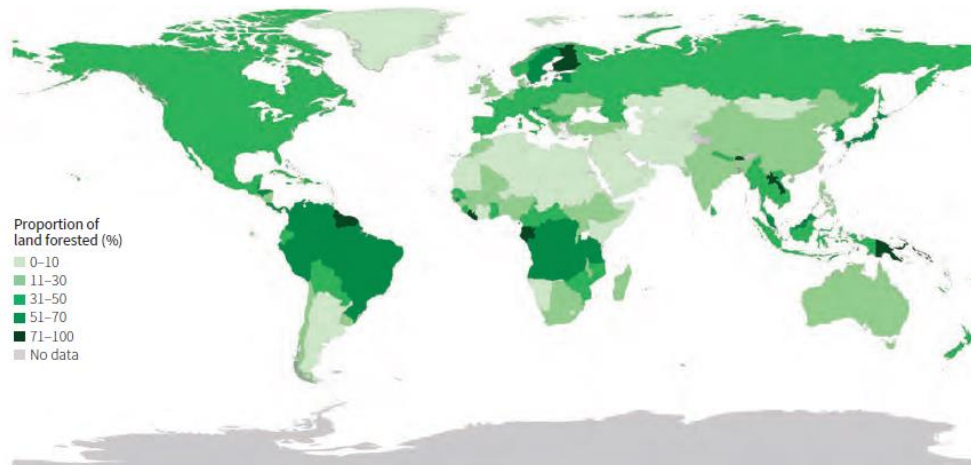 Proportion of
land forested (%)
0–10
11–30
31–50
51–70
71–100
No data